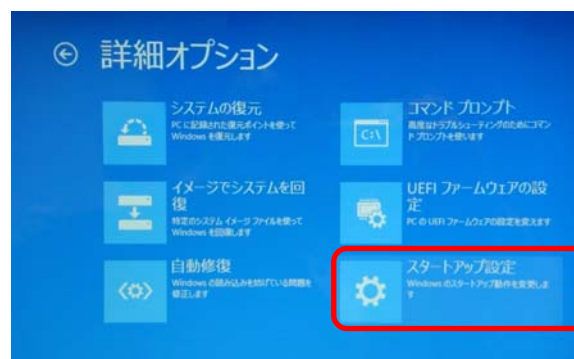 詳細オプション
システムの復元
PC に記録された復元ポイントを使って
Windows を復元します
イメージでシステムを回
復
特定のシステム イメージ ファイルを使って
Windows を回復します
自動修復
Windows の読み込みを妨げている問題を
修正します
コマンド プロンプト
高度なトラブルシューティングのためにコマン
ド プロンプトを使います
C:\
UEFI ファームウェアの設
定
PC の UEFI ファームウェアの設定を変えます
スタートアップ設定
Windows のスタートアップ動作を変更しま
す